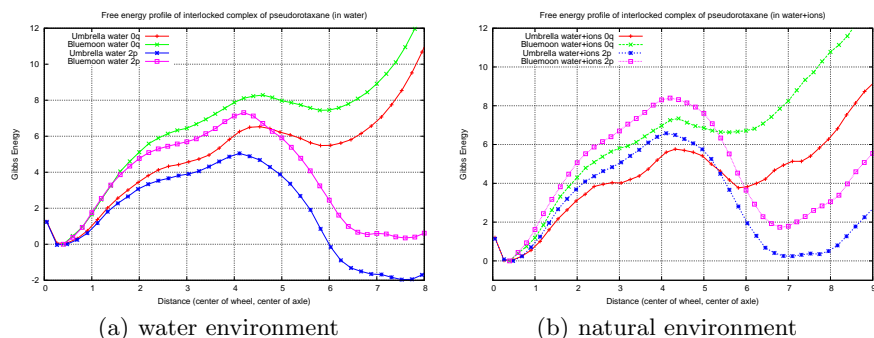 Free energy profile of interlocked complex of pseudorotaxane (in water)
12
10
8
6
4
2
0
-2
0 1 2 3 4 5 6 7 8
Gibbs Energy
Distance (center of wheel, center of axle)
Umbrella water 0q
Bluemoon water 0q
Umbrella water 2p
Bluemoon water 2p
(a) water environment
Free energy profile of interlocked complex of pseudorotaxane (in water+ions)
12
10
8
6
4
2
0
0 1 2 3 4 5 6 7 8 9
Gibbs Energy
Distance (center of wheel, center of axle)
Umbrella water+ions 0q
Bluemoon water+ions 0q
Umbrella water+ions 2p
Bluemoon water+ions 2p
(b) natural environment